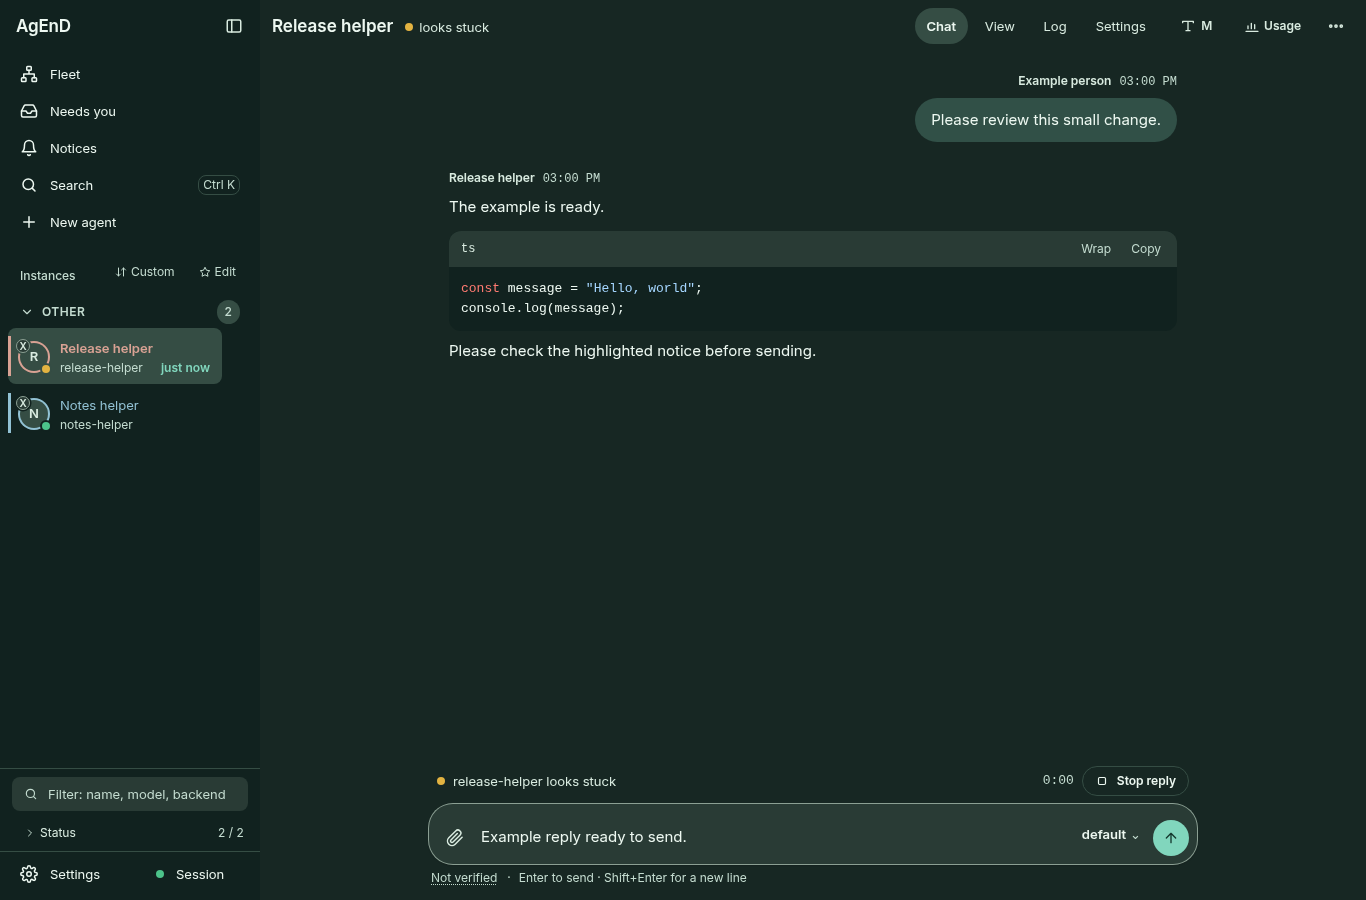 AgEnD
Fleet
Needs you
Notices
Search Ctrl K
New agent
Instances Custom Edit
OTHER 2
X R Release helper
release-helper just now
X N Notes helper
notes-helper
Filter: name, model, backend
Status 2 / 2
Settings Session
Release helper looks stuck Chat View Log Settings T M Usage
Example person 03:00 PM
Please review this small change.
Release helper 03:00 PM
The example is ready.
ts Wrap Copy
const message = "Hello, world";
console.log(message);
Please check the highlighted notice before sending.
release-helper looks stuck 0:00 Stop reply
Example reply ready to send. default
Not verified · Enter to send · Shift+Enter for a new line